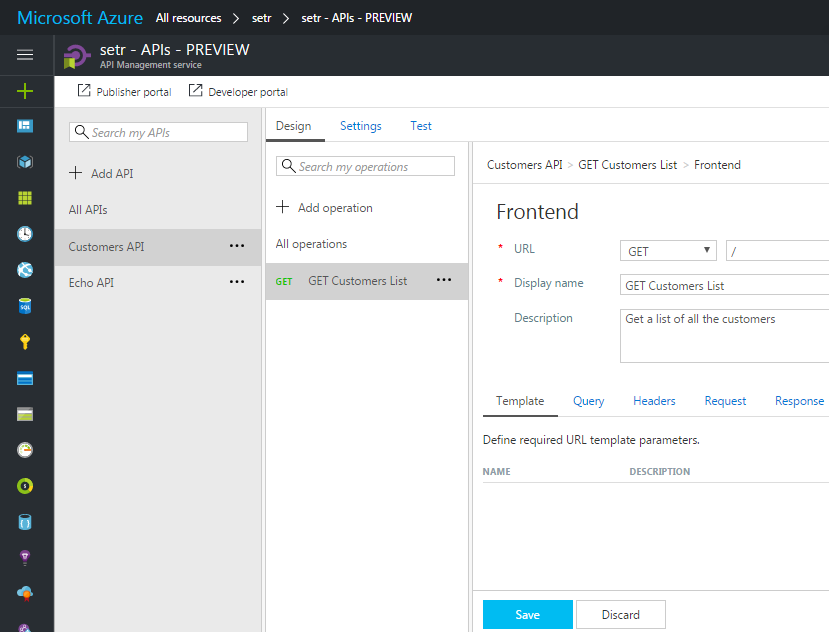 Microsoft Azure All resources > setr > setr - APIs - PREVIEW
setr - APIs - PREVIEW
API Management service
Publisher portal Developer portal
Search my APIs
Add API
All APIs
Customers API
Echo API
Design Settings Test
Search my operations
Add operation
All operations
GET GET Customers List
Customers API > GET Customers List > Frontend
Frontend
* URL GET /
* Display name GET Customers List
Description Get a list of all the customers
Template Query Headers Request Response
Define required URL template parameters.
NAME DESCRIPTION
Save Discard